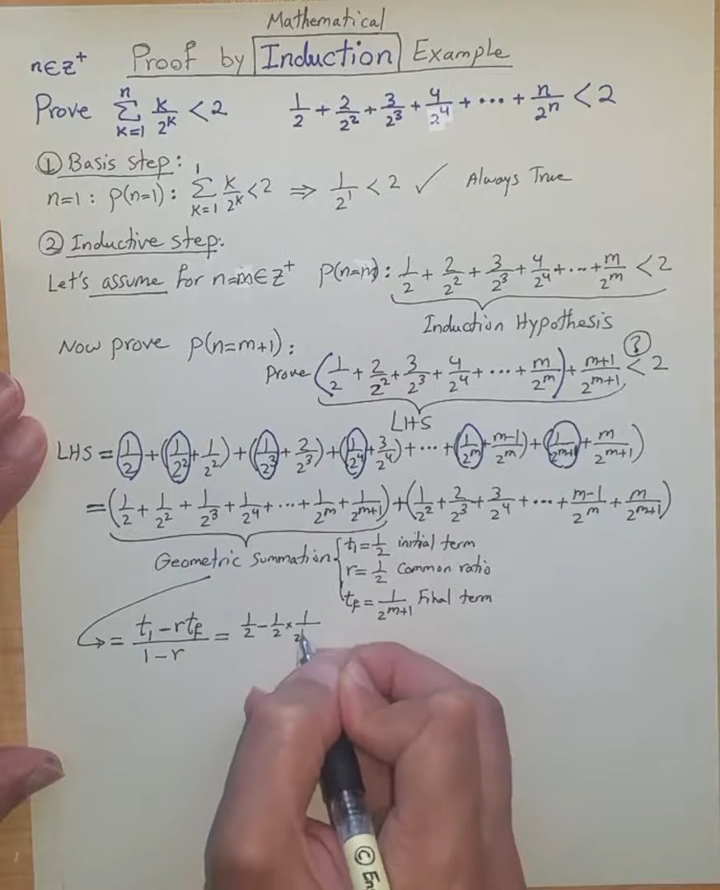 Mathematical
n∈Z⁺ Proof by Induction Example
Prove ∑_{K=1}^{n} K/2^K < 2    1/2 + 2/2² + 3/2³ + 4/2⁴ + ... + n/2ⁿ < 2
① Basis step:
n=1 : P(n=1) : ∑_{K=1}^{1} K/2^K < 2 ⇒ 1/2¹ < 2 ✓ Always True
② Inductive step:
Let's assume for n=m∈Z⁺ P(n=m) : 1/2 + 2/2² + 3/2³ + 4/2⁴ + ... + m/2^m < 2
Induction Hypothesis
Now prove P(n=m+1) :
Prove (1/2 + 2/2² + 3/2³ + 4/2⁴ + ... + m/2^m) + (m+1)/2^{m+1} <^? 2
LHS
LHS = 1/2 + (1/2² + 1/2²) + (1/2³ + 2/2³) + (1/2⁴ + 3/2⁴) + ... + (1/2^m + (m-1)/2^m) + (1/2^{m+1} + m/2^{m+1})
= (1/2 + 1/2² + 1/2³ + 1/2⁴ + ... + 1/2^m + 1/2^{m+1}) + (1/2² + 2/2³ + 3/2⁴ + ... + (m-1)/2^m + m/2^{m+1})
Geometric Summation { t₁ = 1/2 initial term
r = 1/2 Common ratio
t_F = 1/2^{m+1} Final term
→ = (t₁ - r t_F)/(1 - r) = 1/2 - 1/2 × 1/2
© En